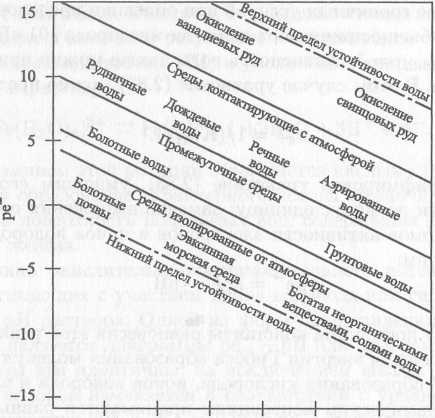 15
10
5
0
−5
−10
−15
pe⁻
Верхний предел устойчивости воды
Окисление
ванадиевых руд
Окисление
свинцовых руд
Среды, контактирующие с атмосферой
Рудничные
воды
Дождевые
воды
Речные
воды
Аэрированные
воды
Промежуточные среды
Болотные воды
Грунтовые воды
Болотные
почвы
Среды, изолированные от атмосферы
Эвксинная
морская среда
Богатая неорганическими
веществами, солями воды
Нижний предел устойчивости воды